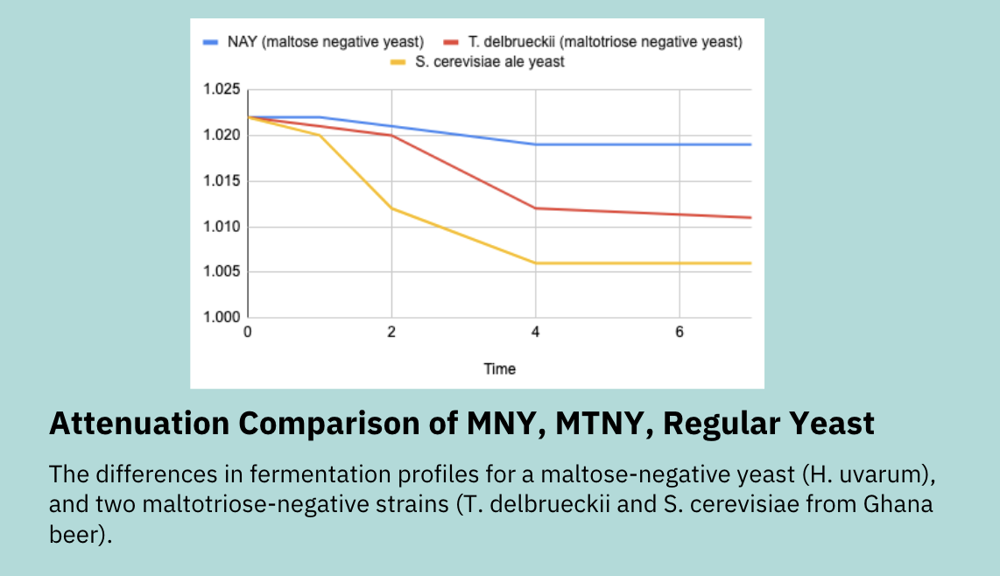 NAY (maltose negative yeast) T. delbrueckii (maltotriose negative yeast)
S. cerevisiae ale yeast
1.025
1.020
1.015
1.010
1.005
1.000
0 2 4 6
Time
Attenuation Comparison of MNY, MTNY, Regular Yeast
The differences in fermentation profiles for a maltose-negative yeast (H. uvarum),
and two maltotriose-negative strains (T. delbrueckii and S. cerevisiae from Ghana
beer).